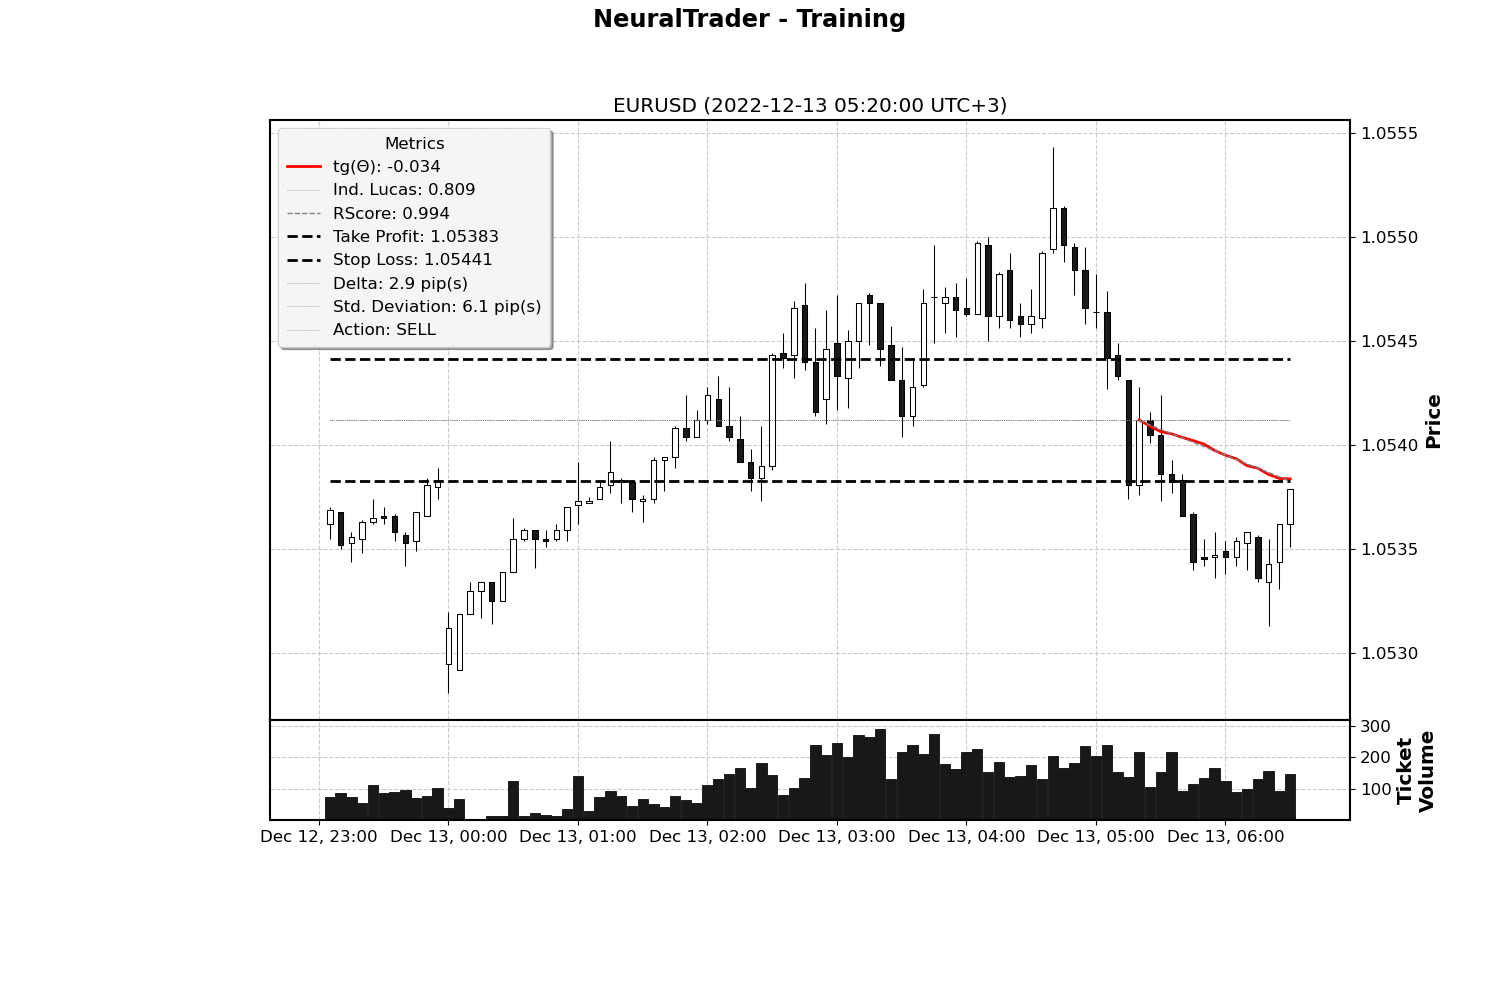 NeuralTrader - Training
EURUSD (2022-12-13 05:20:00 UTC+3)
Metrics
tg(Θ): -0.034
Ind. Lucas: 0.809
RScore: 0.994
Take Profit: 1.05383
Stop Loss: 1.05441
Delta: 2.9 pip(s)
Std. Deviation: 6.1 pip(s)
Action: SELL
1.0555
1.0550
1.0545
1.0540
1.0535
1.0530
Price
300
200
100
Ticket
Volume
Dec 12, 23:00
Dec 13, 00:00
Dec 13, 01:00
Dec 13, 02:00
Dec 13, 03:00
Dec 13, 04:00
Dec 13, 05:00
Dec 13, 06:00